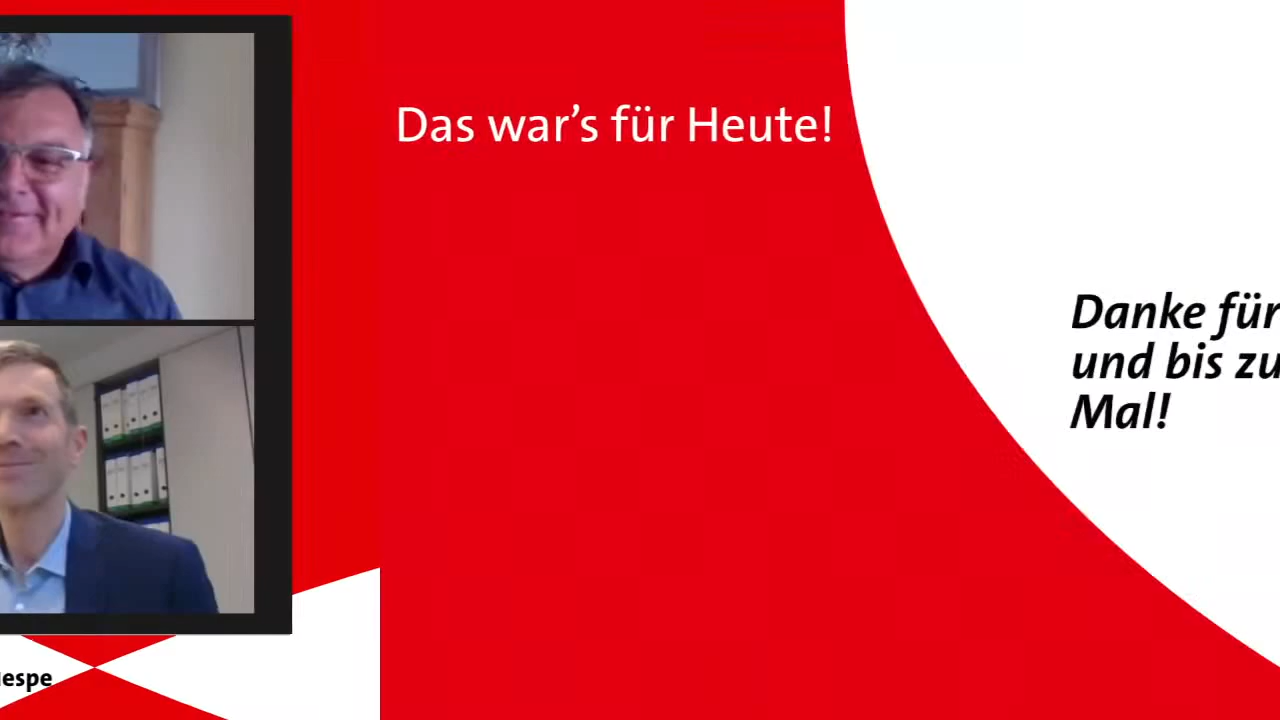 Das war’s für Heute!
Danke für
und bis zu
Mal!
espe